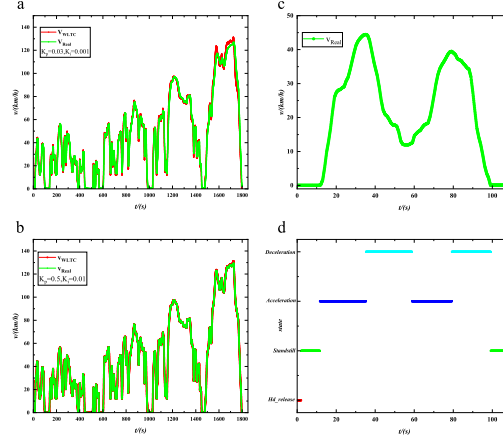 a
V_WLTC
V_Real
K_p=0.03,K_i=0.001
v/(km/h)
140
120
100
80
60
40
20
0
0 200 400 600 800 1000 1200 1400 1600 1800
t/(s)
b
V_WLTC
V_Real
K_p=0.5,K_i=0.01
v/(km/h)
140
120
100
80
60
40
20
0
0 200 400 600 800 1000 1200 1400 1600 1800
t/(s)
c
V_Real
v/(km/h)
50
40
30
20
10
0
0 20 40 60 80 100
t/(s)
d
Deceleration
Acceleration
state
Standstill
Hd_release
0 20 40 60 80 100
t/(s)